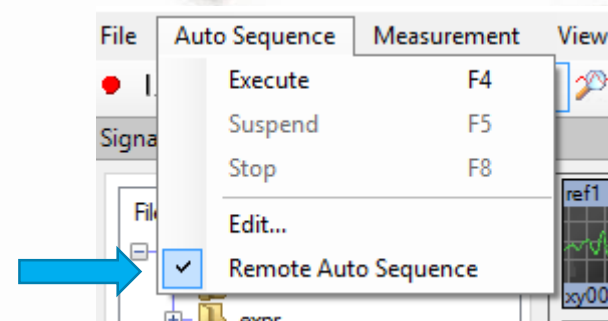 File Auto Sequence Measurement View
Execute F4
Signa
Suspend F5
Stop F8
ref1
File
Edit...
Remote Auto Sequence
xy00
expr